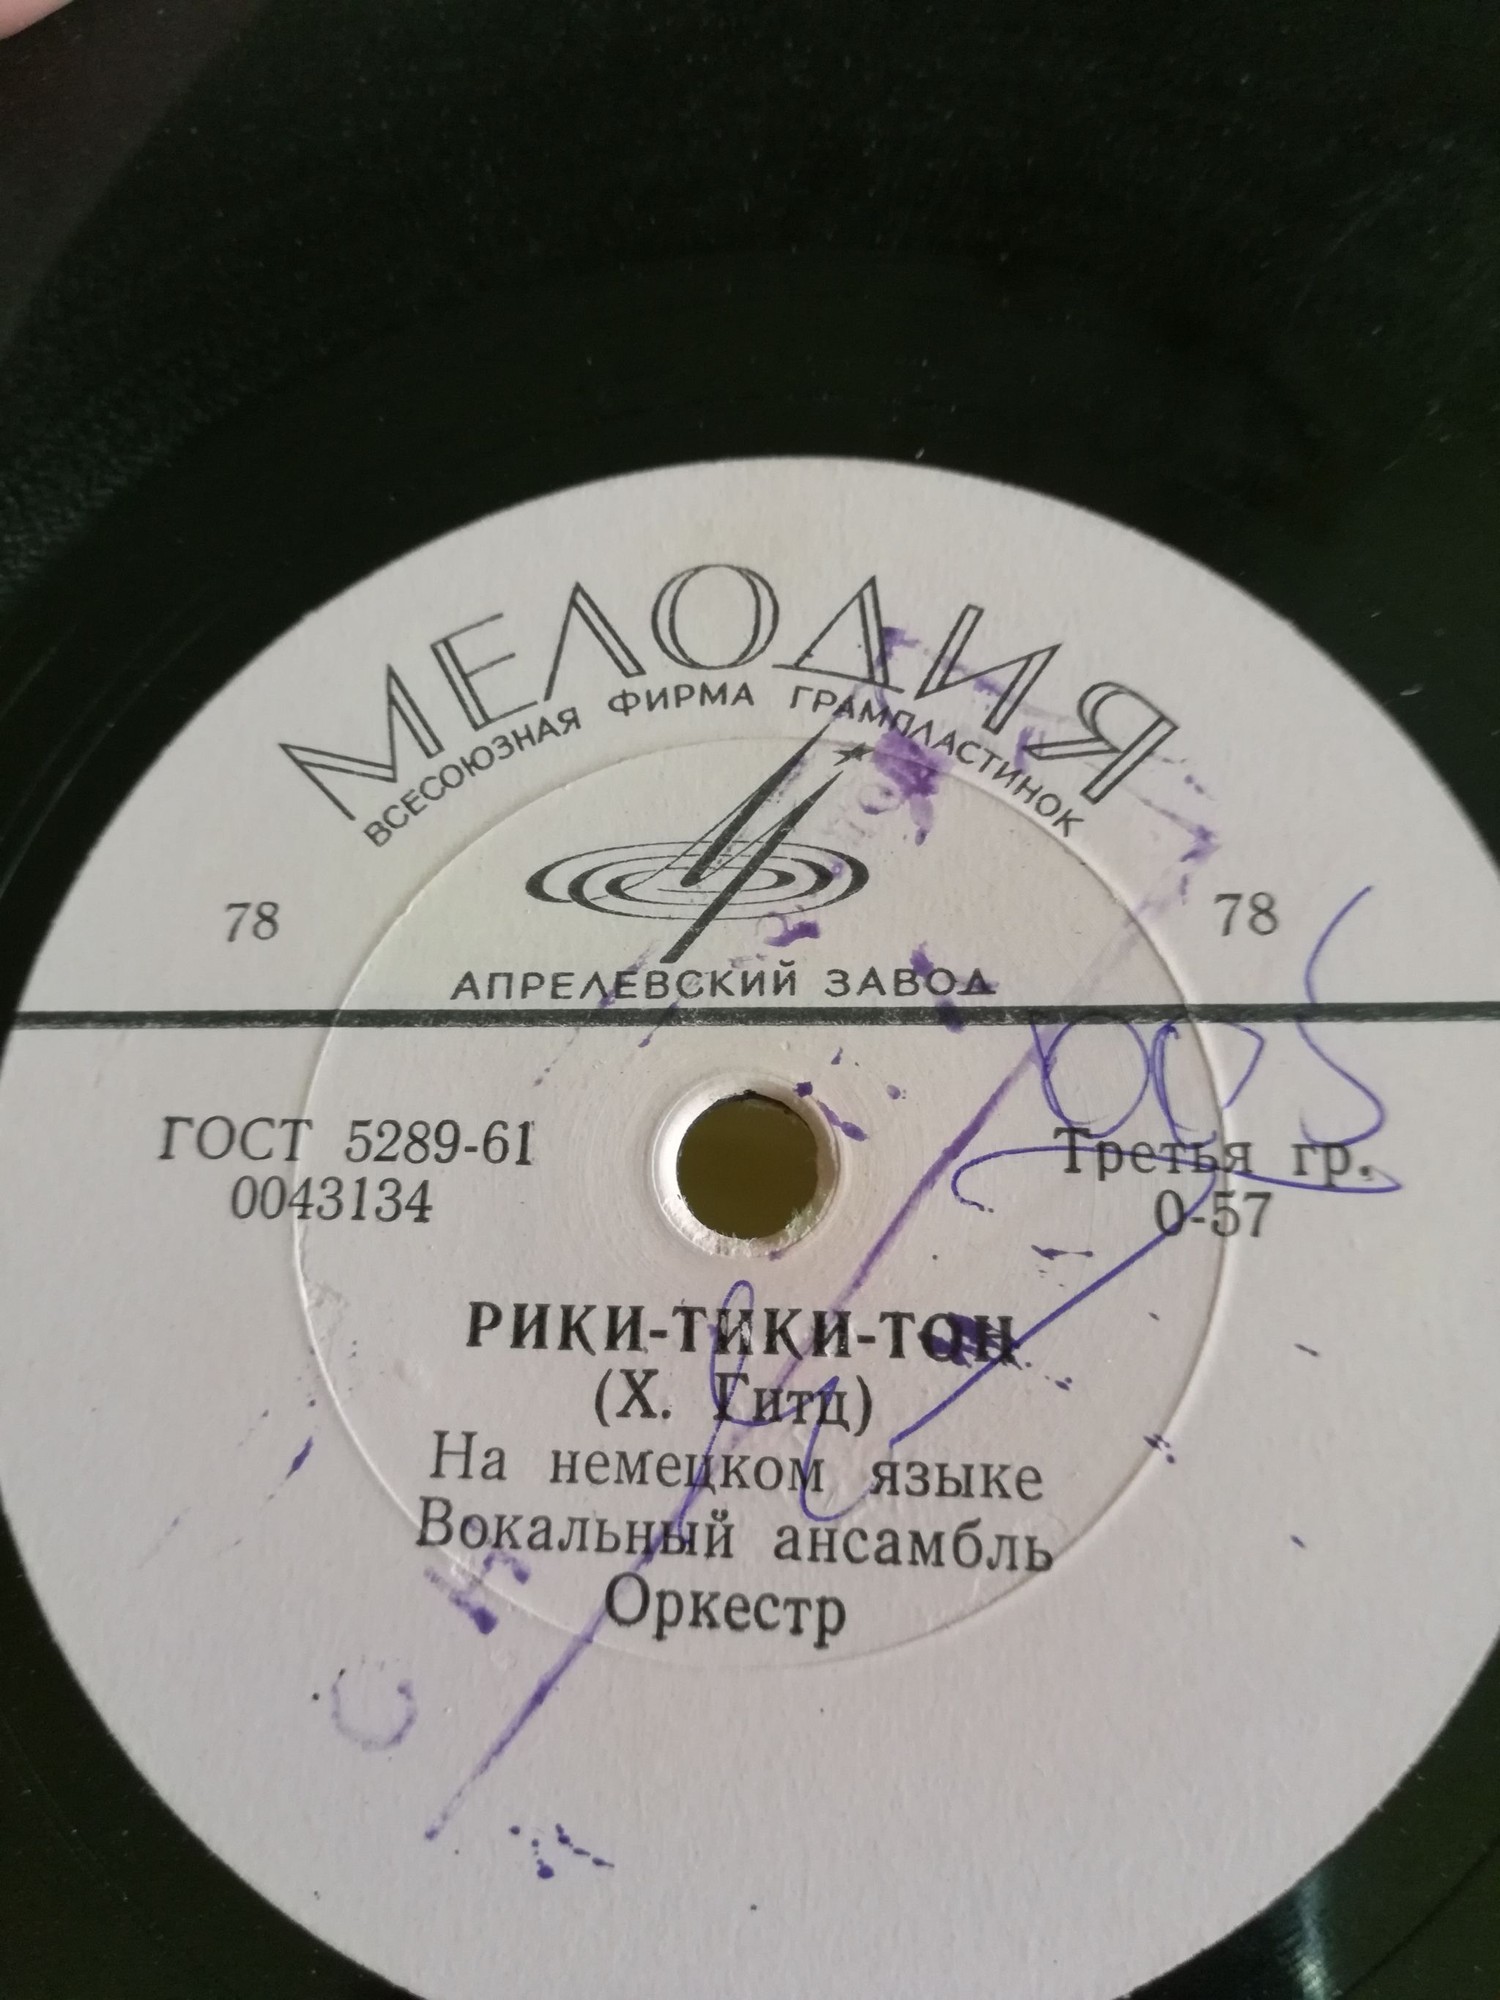 МЕЛОДИЯ
ВСЕСОЮЗНАЯ ФИРМА ГРАМПЛАСТИНОК
78 78
АПРЕЛЕВСКИЙ ЗАВОД
ГОСТ 5289-61 Третья гр.
0043134 0-57
РИКИ-ТИКИ-ТОН
(Х. Гитц)
На немецком языке
Вокальный ансамбль
Оркестр